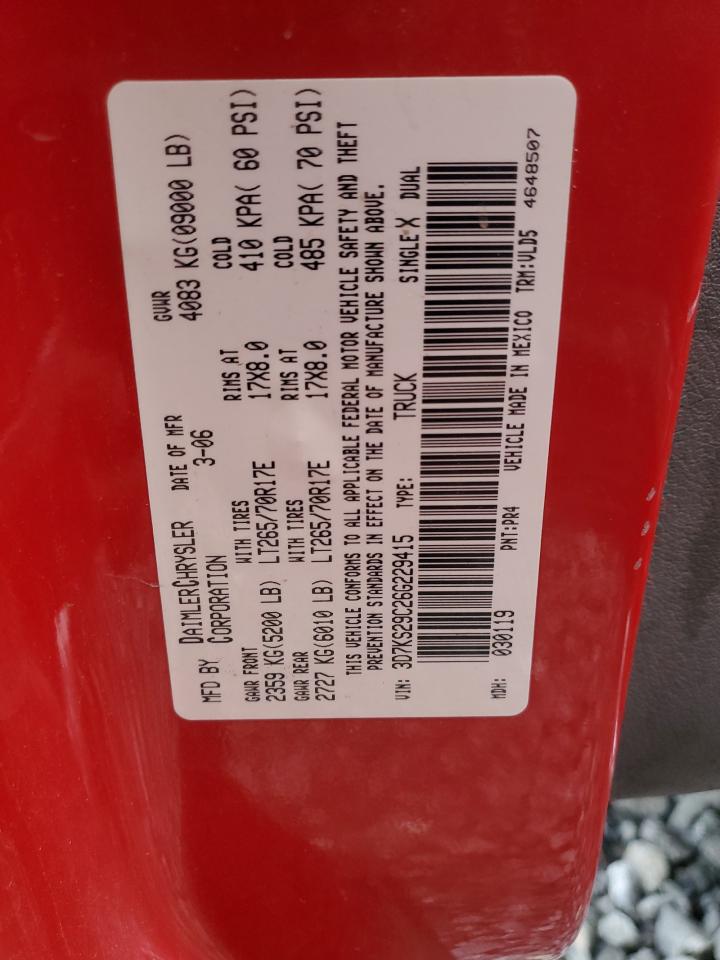 MFD BY DAIMLERCHRYSLER CORPORATION
DATE OF MFR 3-06
GVWR 4083 KG(09000 LB)
GAWR FRONT WITH TIRES RIMS AT COLD
2359 KG(5200 LB) LT265/70R17E 17X8.0 410 KPA( 60 PSI)
GAWR REAR WITH TIRES RIMS AT COLD
2727 KG(6010 LB) LT265/70R17E 17X8.0 485 KPA( 70 PSI)
THIS VEHICLE CONFORMS TO ALL APPLICABLE FEDERAL MOTOR VEHICLE SAFETY AND THEFT
PREVENTION STANDARDS IN EFFECT ON THE DATE OF MANUFACTURE SHOWN ABOVE.
VIN: 3D7KS29C26G229415 TYPE: TRUCK SINGLE X DUAL
MDH: 030119 PNT:PR4 VEHICLE MADE IN MEXICO TRM:VLD5 4648507